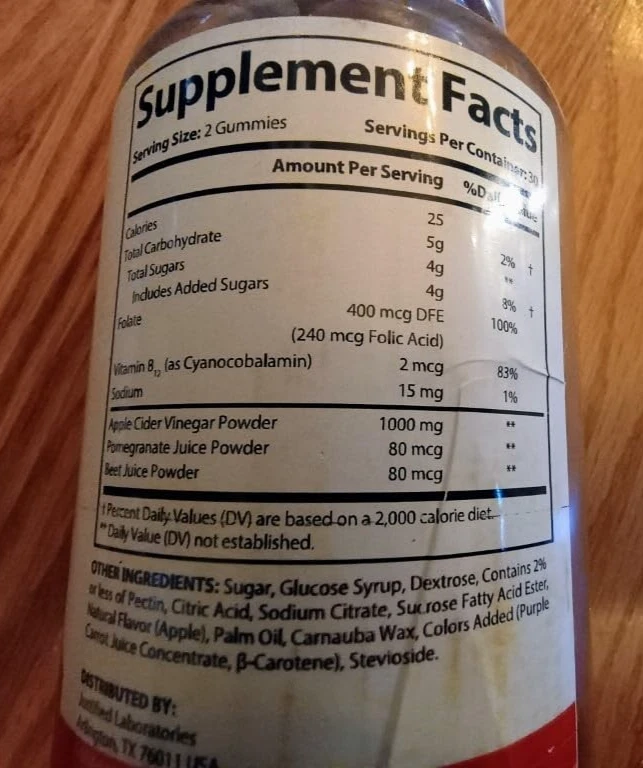 Supplement Facts
Serving Size: 2 Gummies Servings Per Container: 30
Amount Per Serving
Calories 25
Total Carbohydrate 5g 2% †
Total Sugars 4g **
Includes Added Sugars 4g 8% †
Folate 400 mcg DFE 100%
(240 mcg Folic Acid)
Vitamin B12 (as Cyanocobalamin) 2 mcg 83%
Sodium 15 mg 1%
Apple Cider Vinegar Powder 1000 mg **
Pomegranate Juice Powder 80 mcg **
Beet Juice Powder 80 mcg **
† Percent Daily Values (DV) are based on a 2,000 calorie diet.
** Daily Value (DV) not established.
OTHER INGREDIENTS: Sugar, Glucose Syrup, Dextrose, Contains 2%
or less of Pectin, Citric Acid, Sodium Citrate, Sucrose Fatty Acid Ester,
Natural Flavor (Apple), Palm Oil, Carnauba Wax, Colors Added (Purple
Carrot Juice Concentrate, β-Carotene), Stevioside.
DISTRIBUTED BY:
Justified Laboratories
Arlington, TX 76011 USA